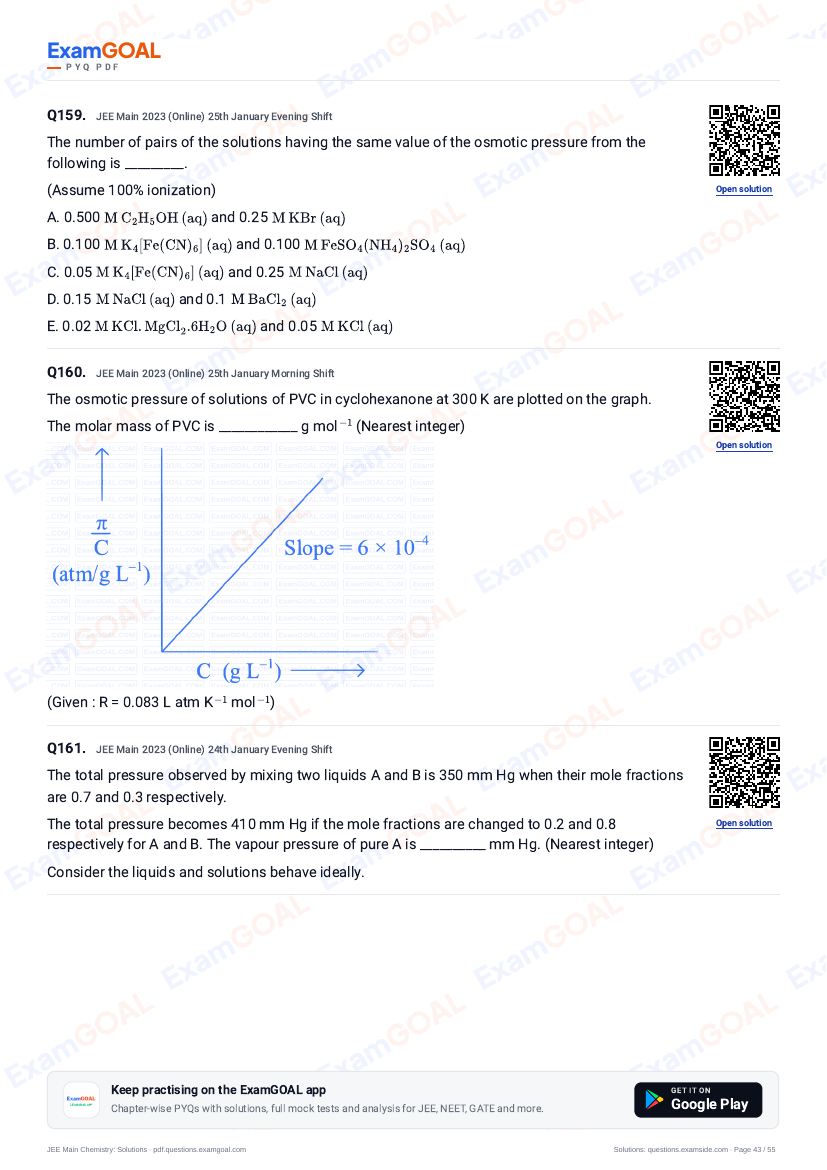 ExamGOAL
PYQ PDF
Q159. JEE Main 2023 (Online) 25th January Evening Shift
The number of pairs of the solutions having the same value of the osmotic pressure from the
following is _________.
(Assume 100% ionization)
A. 0.500 M C₂H₅OH (aq) and 0.25 M KBr (aq)
B. 0.100 M K₄[Fe(CN)₆] (aq) and 0.100 M FeSO₄(NH₄)₂SO₄ (aq)
C. 0.05 M K₄[Fe(CN)₆] (aq) and 0.25 M NaCl (aq)
D. 0.15 M NaCl (aq) and 0.1 M BaCl₂ (aq)
E. 0.02 M KCl. MgCl₂.6H₂O (aq) and 0.05 M KCl (aq)
Open solution
Q160. JEE Main 2023 (Online) 25th January Morning Shift
The osmotic pressure of solutions of PVC in cyclohexanone at 300 K are plotted on the graph.
The molar mass of PVC is ____________ g mol⁻¹ (Nearest integer)
Open solution
π
C
(atm/g L⁻¹)
Slope = 6 × 10⁻⁴
C (g L⁻¹)
(Given : R = 0.083 L atm K⁻¹ mol⁻¹)
Q161. JEE Main 2023 (Online) 24th January Evening Shift
The total pressure observed by mixing two liquids A and B is 350 mm Hg when their mole fractions
are 0.7 and 0.3 respectively.
The total pressure becomes 410 mm Hg if the mole fractions are changed to 0.2 and 0.8
respectively for A and B. The vapour pressure of pure A is __________ mm Hg. (Nearest integer)
Consider the liquids and solutions behave ideally.
Open solution
ExamGOAL
Keep practising on the ExamGOAL app
Chapter-wise PYQs with solutions, full mock tests and analysis for JEE, NEET, GATE and more.
GET IT ON
Google Play
JEE Main Chemistry: Solutions · pdf.questions.examgoal.com
Solutions: questions.examside.com · Page 43 / 55